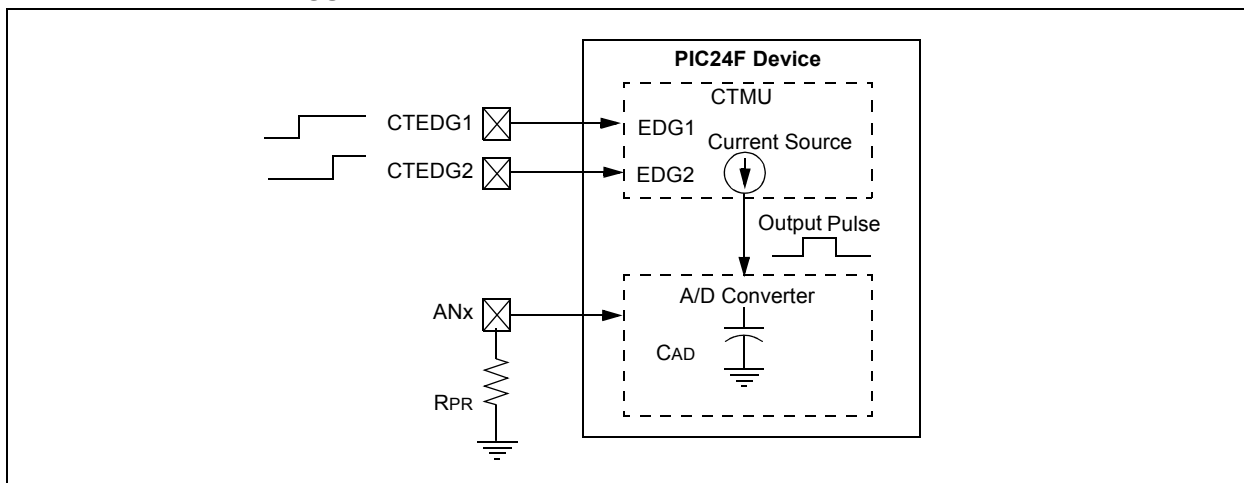 PIC24F Device
CTMU
CTEDG1
EDG1
Current Source
CTEDG2
EDG2
Output Pulse
A/D Converter
ANx
CAD
RPR